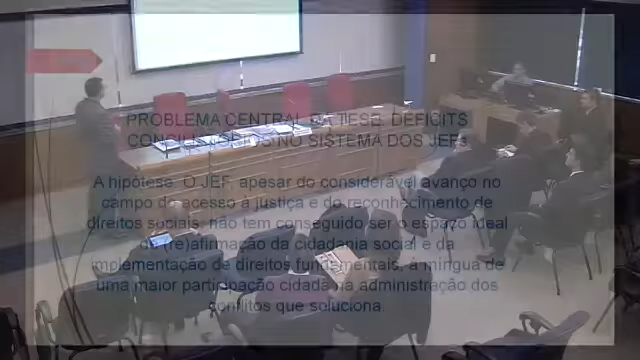 PROBLEMA CENTRAL DA TESE: DEFICITS
NO SISTEMA DOS JEFS
A hipótese: O JEF, apesar do considerável avanço no
campo do acesso à justiça e do reconhecimento de
direitos sociais, não tem conseguido ser o espaço ideal
(re)afirmação da cidadania social e da
implementação de direitos fundamentais, à míngua de
uma maior participação cidadã na administração dos
conflitos que soluciona.